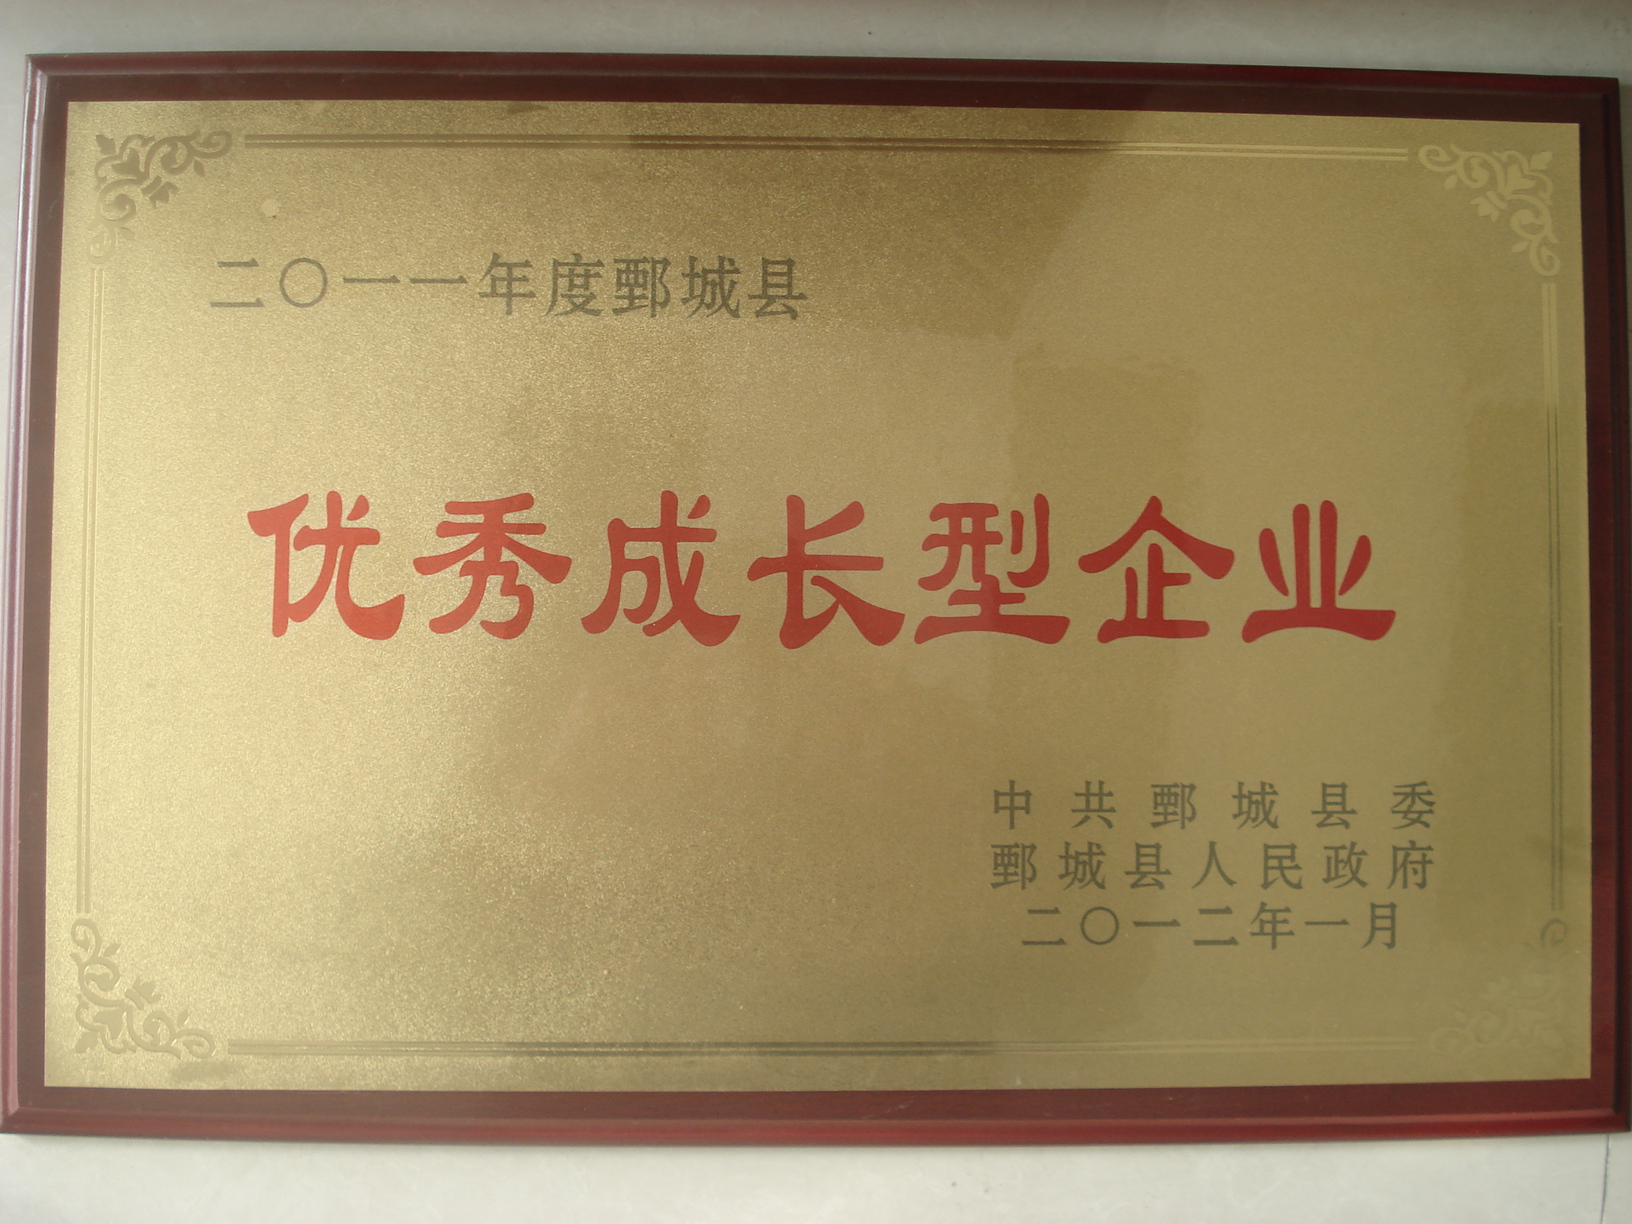 二〇一一年度鄄城县
优秀成长型企业
中共鄄城县委
鄄城县人民政府
二〇一二年一月